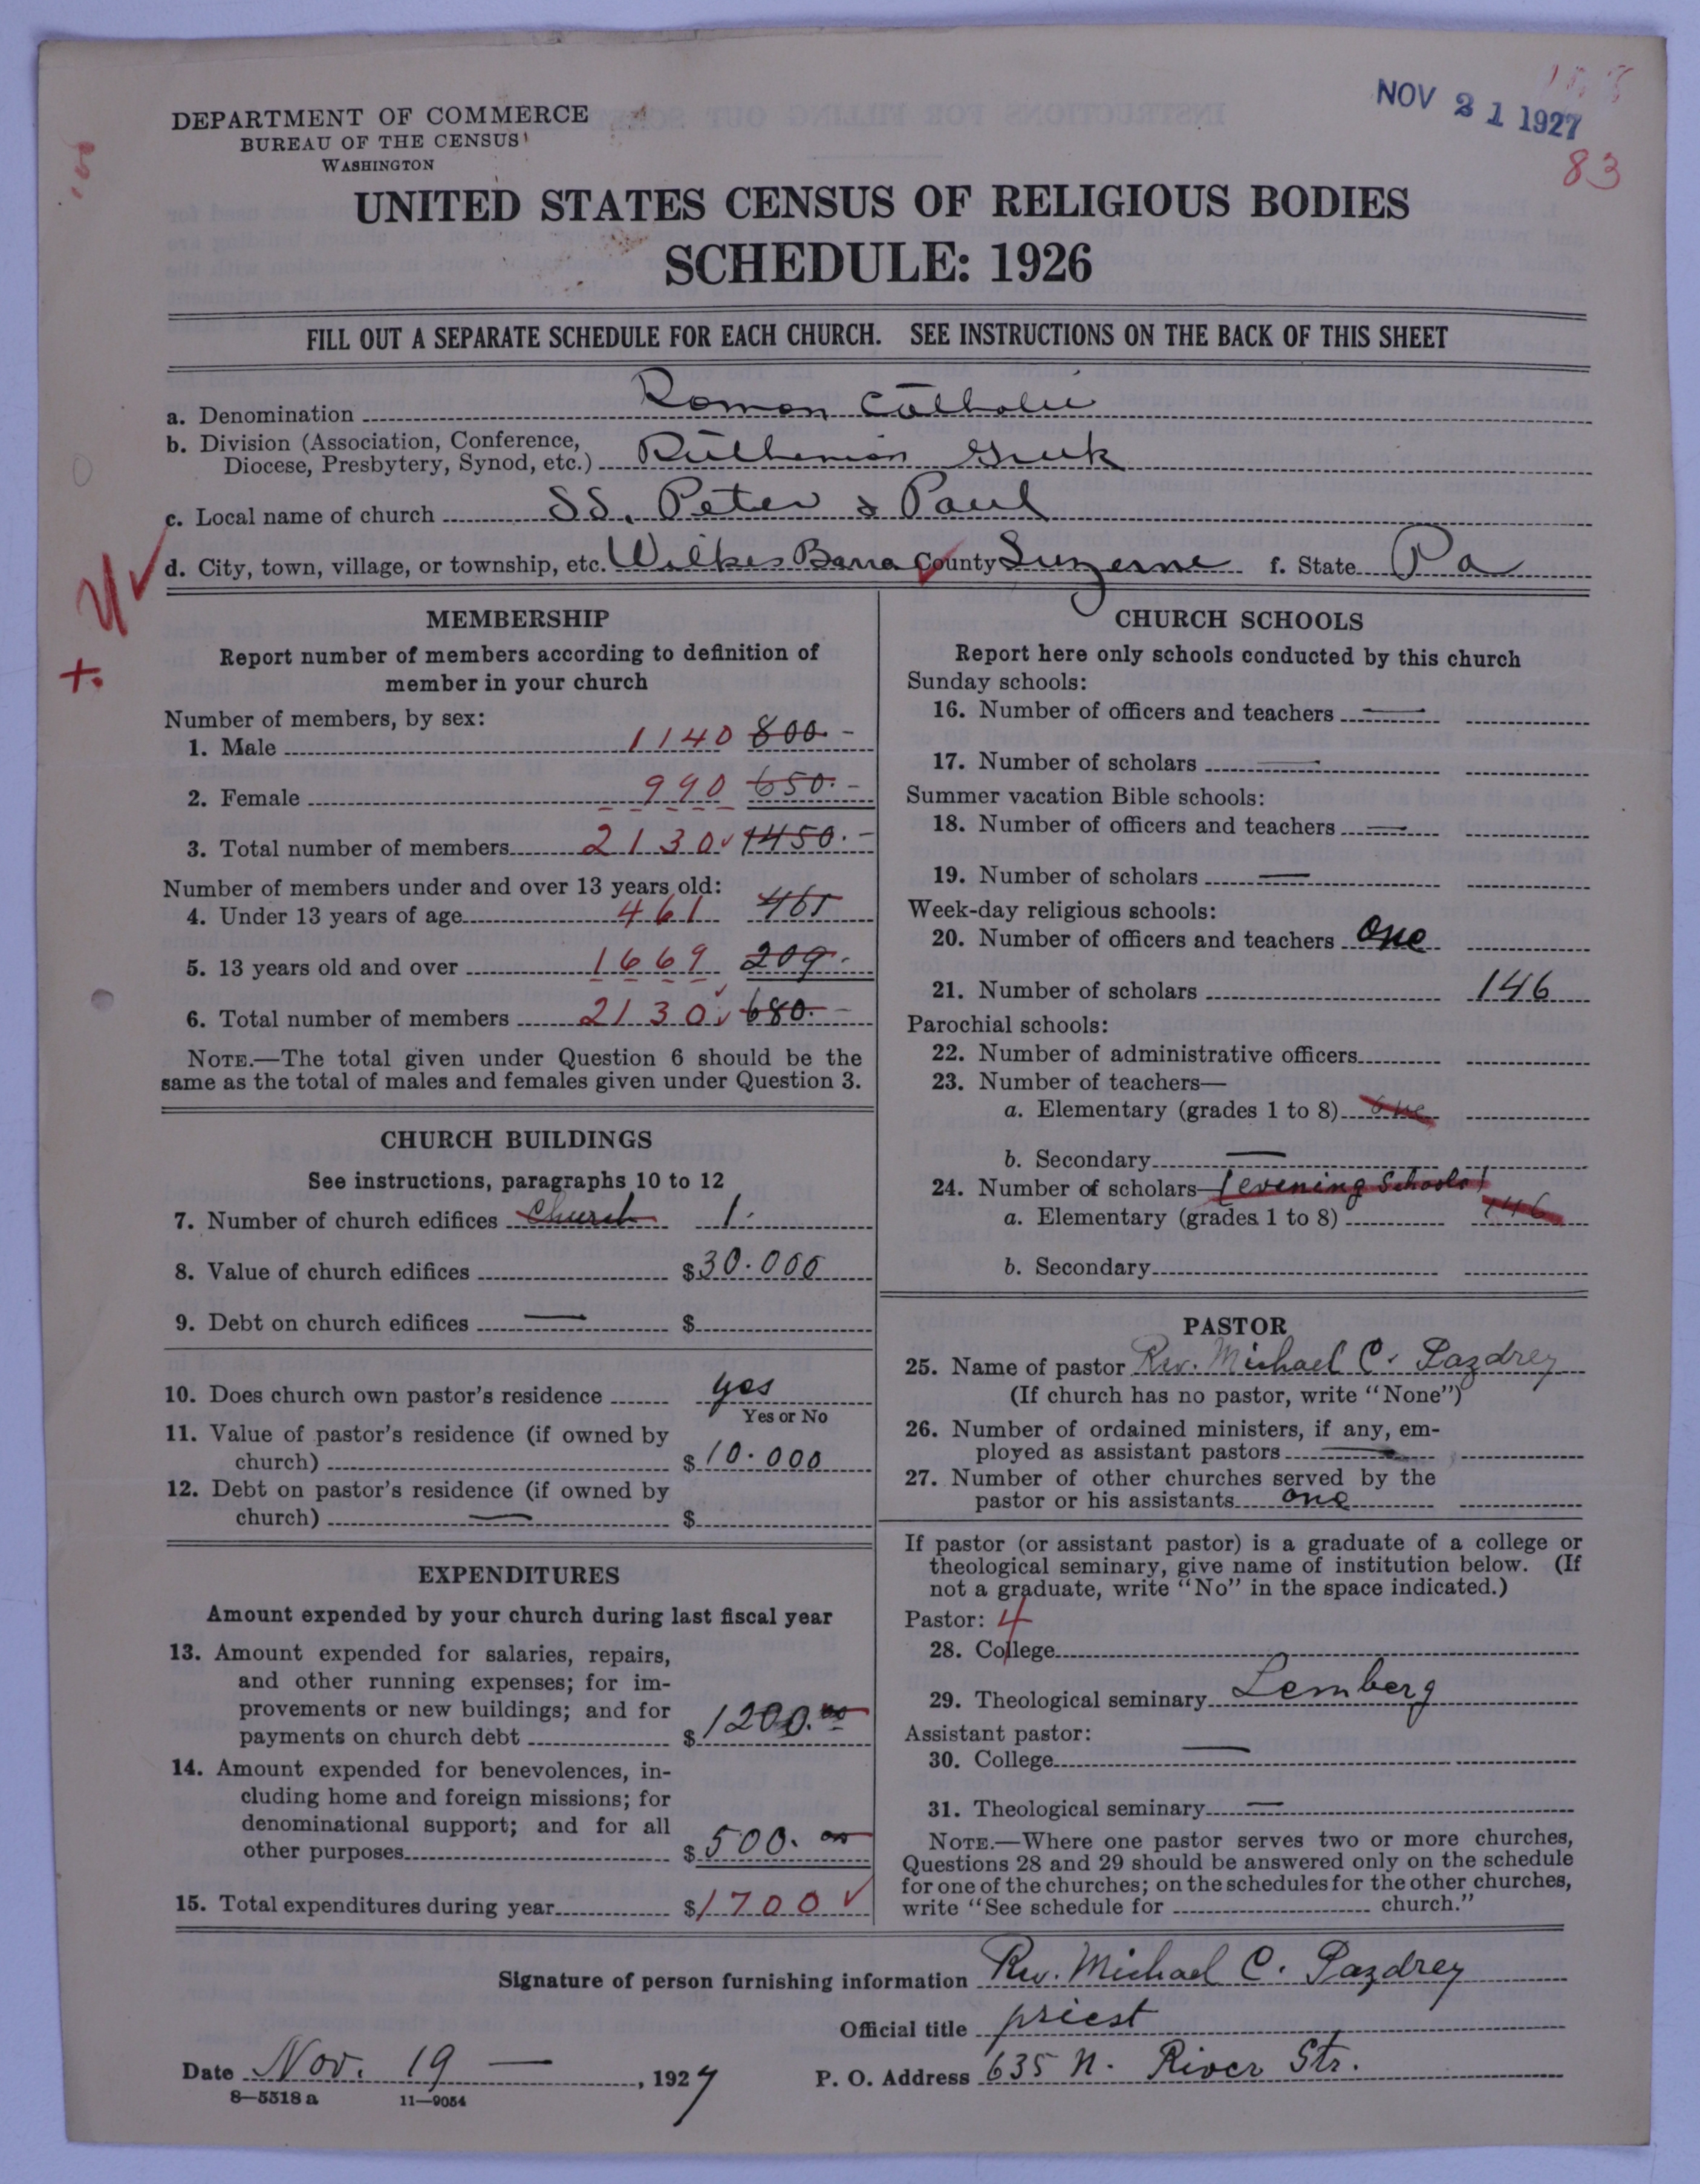 NOV 21 1927
83
DEPARTMENT OF COMMERCE
BUREAU OF THE CENSUS
WASHINGTON
UNITED STATES CENSUS OF RELIGIOUS BODIES
SCHEDULE: 1926
FILL OUT A SEPARATE SCHEDULE FOR EACH CHURCH. SEE INSTRUCTIONS ON THE BACK OF THIS SHEET
a. Denomination Roman Catholic
b. Division (Association, Conference,
Diocese, Presbytery, Synod, etc.) Ruthenian Greek
c. Local name of church SS. Peter & Paul
d. City, town, village, or township, etc. Wilkes Barra County Luzerne f. State Pa
MEMBERSHIP
Report number of members according to definition of
member in your church
Number of members, by sex:
1. Male 1140 800.-
2. Female 990 650.-
3. Total number of members 2130 1450.-
Number of members under and over 13 years old:
4. Under 13 years of age 461 461
5. 13 years old and over 1669 209.
6. Total number of members 2130 680.-
NOTE.—The total given under Question 6 should be the
same as the total of males and females given under Question 3.
CHURCH BUILDINGS
See instructions, paragraphs 10 to 12
7. Number of church edifices Church 1.
8. Value of church edifices $30.000
9. Debt on church edifices — $
10. Does church own pastor's residence yes
Yes or No
11. Value of pastor's residence (if owned by
church) $10.000
12. Debt on pastor's residence (if owned by
church) — $
EXPENDITURES
Amount expended by your church during last fiscal year
13. Amount expended for salaries, repairs,
and other running expenses; for im-
provements or new buildings; and for
payments on church debt $1200.00
14. Amount expended for benevolences, in-
cluding home and foreign missions; for
denominational support; and for all
other purposes $500.00
15. Total expenditures during year $1700
CHURCH SCHOOLS
Report here only schools conducted by this church
Sunday schools:
16. Number of officers and teachers —
17. Number of scholars —
Summer vacation Bible schools:
18. Number of officers and teachers —
19. Number of scholars —
Week-day religious schools:
20. Number of officers and teachers One
21. Number of scholars 146
Parochial schools:
22. Number of administrative officers
23. Number of teachers—
a. Elementary (grades 1 to 8) One
b. Secondary —
24. Number of scholars— (evening Schools)
a. Elementary (grades 1 to 8) 146
b. Secondary
PASTOR
25. Name of pastor Rev. Michael C. Pazdrey
(If church has no pastor, write "None")
26. Number of ordained ministers, if any, em-
ployed as assistant pastors —
27. Number of other churches served by the
pastor or his assistants one
If pastor (or assistant pastor) is a graduate of a college or
theological seminary, give name of institution below. (If
not a graduate, write "No" in the space indicated.)
Pastor: 4
28. College
29. Theological seminary Lemberg
Assistant pastor:
30. College —
31. Theological seminary —
NOTE.—Where one pastor serves two or more churches,
Questions 28 and 29 should be answered only on the schedule
for one of the churches; on the schedules for the other churches,
write "See schedule for church."
Signature of person furnishing information Rev. Michael C. Pazdrey
Official title priest
Date Nov. 19 —, 1927 P. O. Address 635 N. River Str.
8—5518 a 11—9054